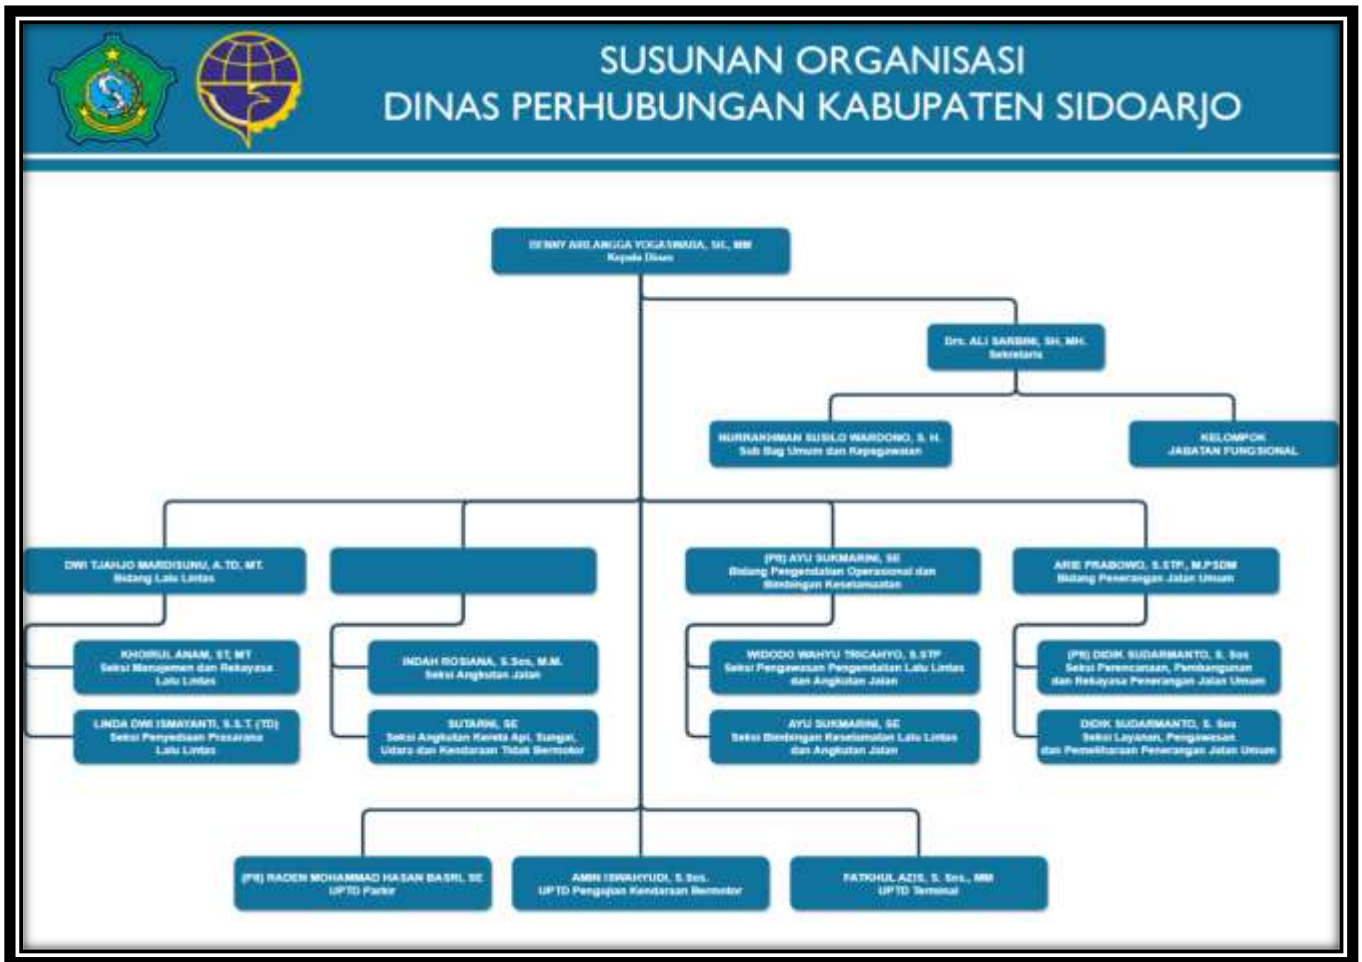 SUSUNAN ORGANISASI
DINAS PERHUBUNGAN KABUPATEN SIDOARJO
BENNY AIRLANGGA YOGASWARA, SH., MM
Kepala Dinas
Drs. ALI SARBINI, SH, MH.
Sekretaris
NURRAKHMAN SUSILO WARDONO, S. H.
Sub Bag Umum dan Kepegawaian
KELOMPOK
JABATAN FUNGSIONAL
DWI TJAHJO MARDISUNU, A.TD, MT.
Bidang Lalu Lintas
(Plt) AYU SUKMARINI, SE
Bidang Pengendalian Operasional dan
Bimbingan Keselamaatan
ARIE PRABOWO, S.STP., M.PSDM
Bidang Penerangan Jalan Umum
KHOIRUL ANAM, ST, MT
Seksi Manajemen dan Rekayasa
Lalu Lintas
INDAH ROSIANA, S.Sos, M.M.
Seksi Angkutan Jalan
WIDODO WAHYU TRICAHYO, S.STP
Seksi Pengawasan Pengendalian Lalu Lintas
dan Angkutan Jalan
(Plt) DIDIK SUDARMANTO, S. Sos
Seksi Perencanaan, Pembangunan
dan Rekayasa Penerangan Jalan Umum
LINDA DWI ISMAYANTI, S.S.T. (TD)
Seksi Penyediaan Prasarana
Lalu Lintas
SUTARNI, SE
Seksi Angkutan Kereta Api, Sungai,
Udara dan Kendaraan Tidak Bermotor
AYU SUKMARINI, SE
Seksi Bimbingan Keselamatan Lalu Lintas
dan Angkutan Jalan
DIDIK SUDARMANTO, S. Sos
Seksi Layanan, Pengawasan
dan Pemeliharaan Penerangan Jalan Umum
(Plt) RADEN MOHAMMAD HASAN BASRI, SE
UPTD Parkir
AMIN ISWAHYUDI, S.Sos.
UPTD Pengujian Kendaraan Bermotor
FATKHUL AZIS, S. Sos., MM
UPTD Terminal